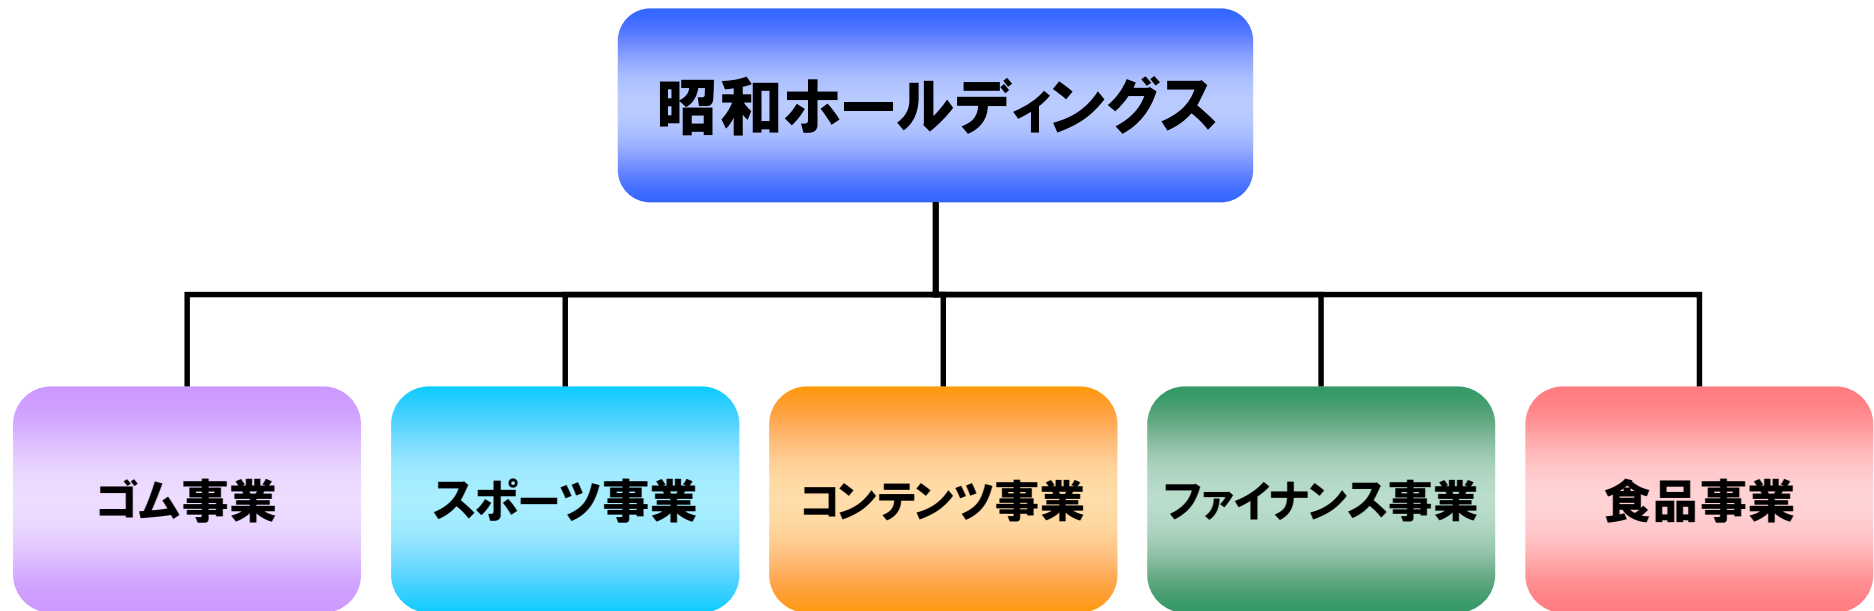 昭和ホールディングス
ゴム事業
スポーツ事業
コンテンツ事業
ファイナンス事業
食品事業